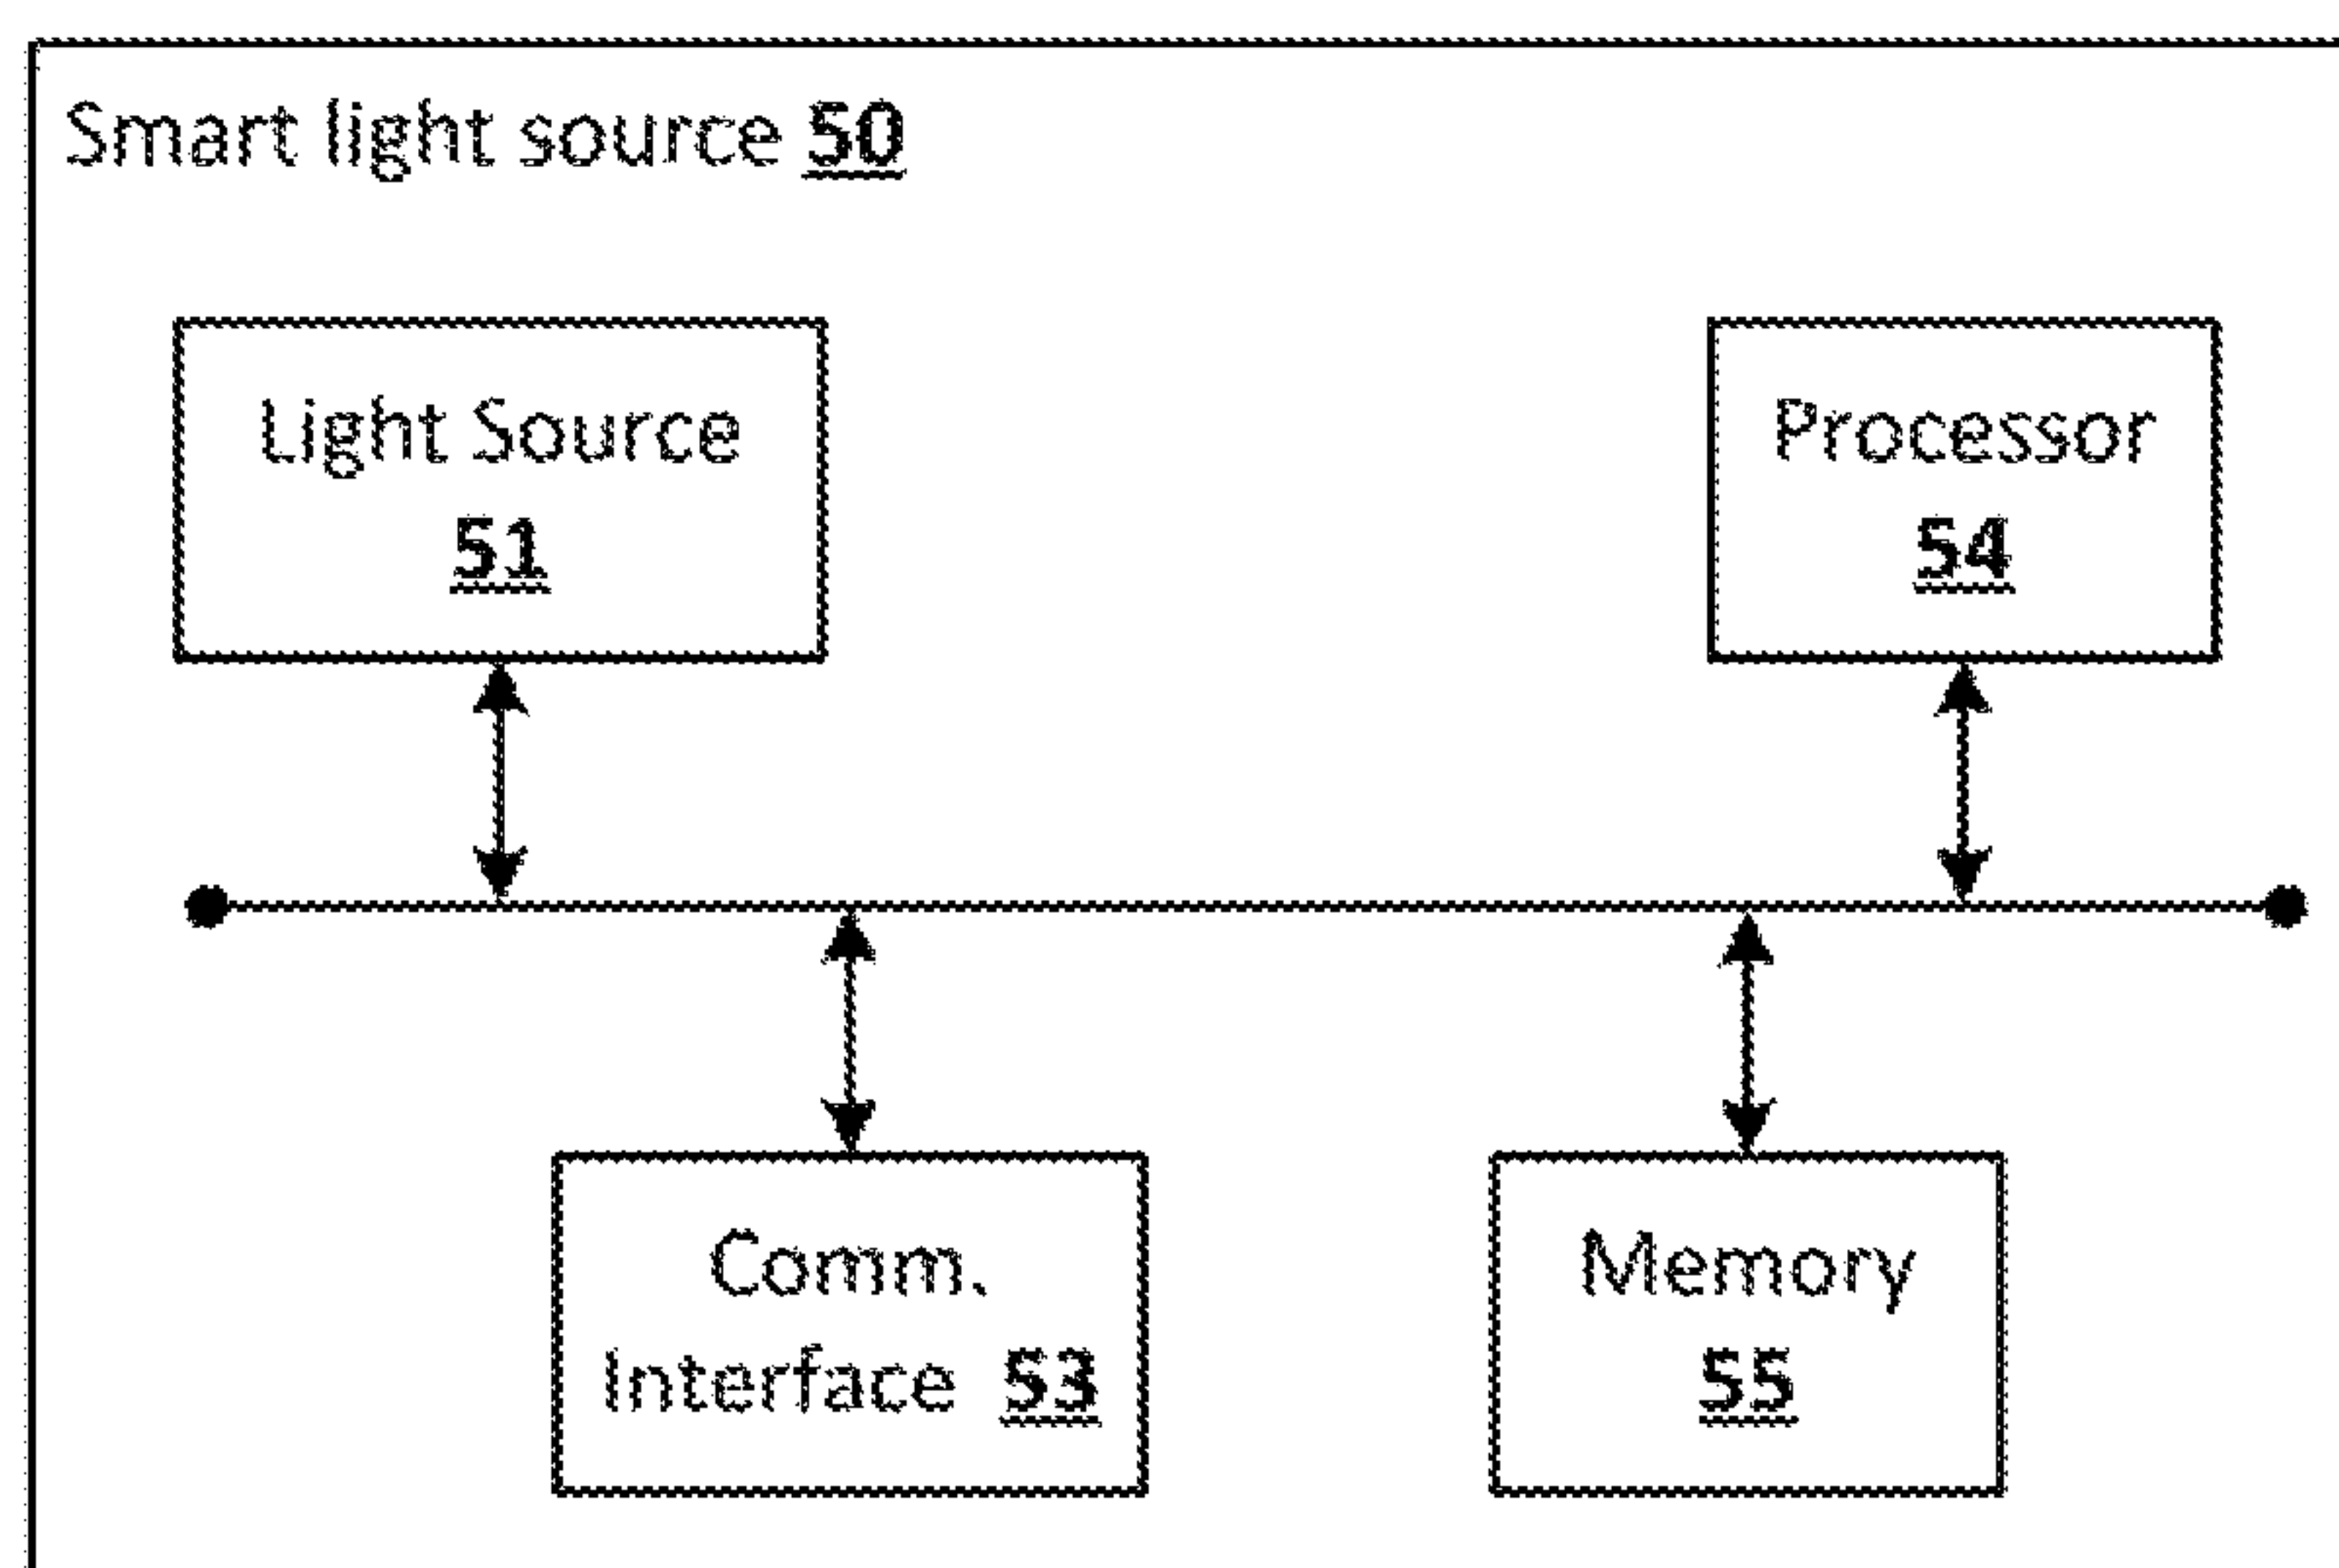 Smart light source 50
Light Source
51
Processor
54
Comm.
Interface 53
Memory
55